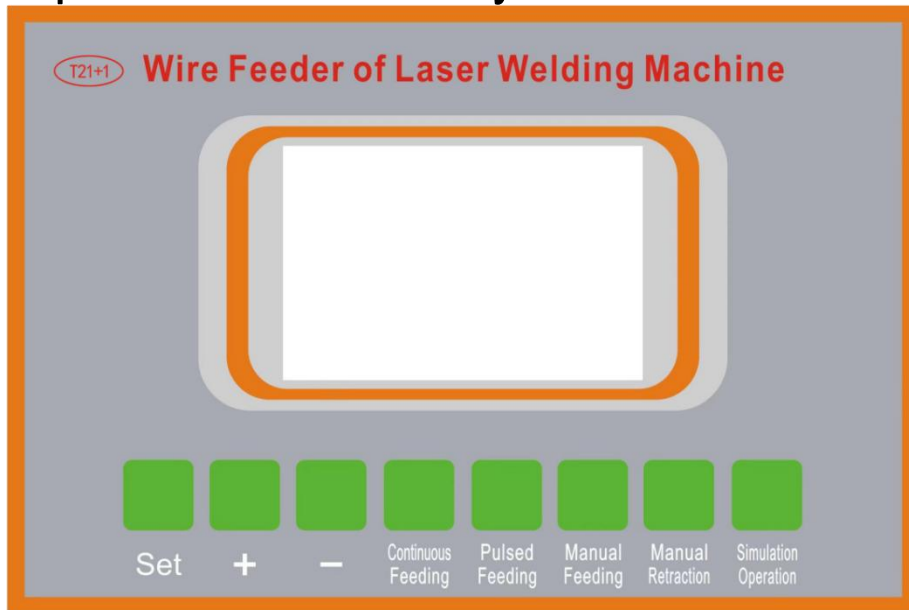 T21+1 Wire Feeder of Laser Welding Machine
Set + − Continuous Feeding Pulsed Feeding Manual Feeding Manual Retraction Simulation Operation